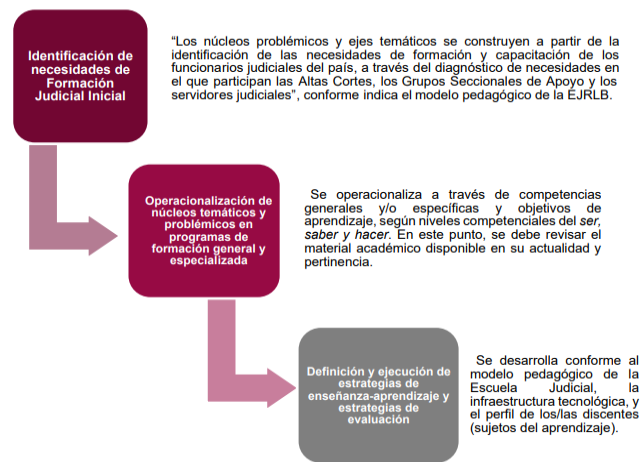 Identificación de
necesidades de
Formación
Judicial Inicial
“Los núcleos problémicos y ejes temáticos se construyen a partir de la
identificación de las necesidades de formación y capacitación de los
funcionarios judiciales del país, a través del diagnóstico de necesidades en
el que participan las Altas Cortes, los Grupos Seccionales de Apoyo y los
servidores judiciales”, conforme indica el modelo pedagógico de la EJRLB.
Operacionalización de
núcleos temáticos y
problémicos en
programas de
formación general y
especializada
Se operacionaliza a través de competencias
generales y/o específicas y objetivos de
aprendizaje, según niveles competenciales del ser,
saber y hacer. En este punto, se debe revisar el
material académico disponible en su actualidad y
pertinencia.
Definición y ejecución de
estrategias de
enseñanza-aprendizaje y
estrategias de
evaluación
Se desarrolla conforme al
modelo pedagógico de la
Escuela Judicial, la
infraestructura tecnológica, y
el perfil de los/las discentes
(sujetos del aprendizaje).